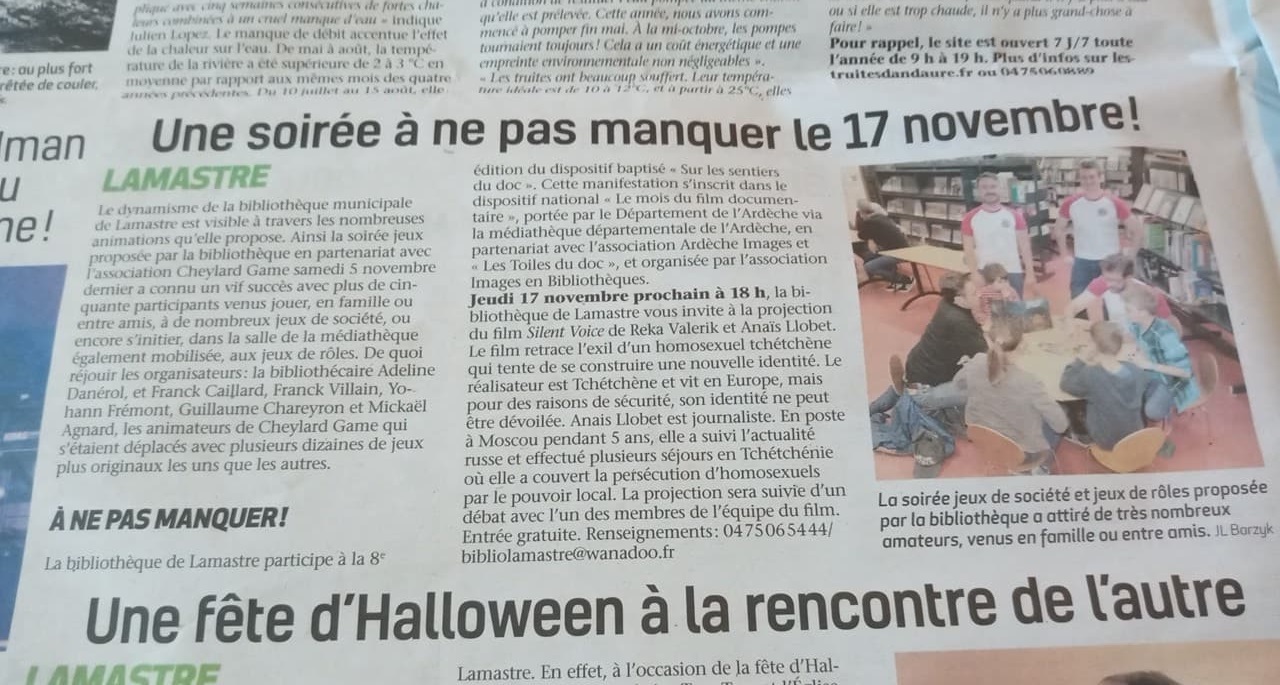 plique avec cinq semaines consécutives de fortes cha-
leurs combinées à un cruel manque d'eau » indique
Julien Lopez. Le manque de débit accentue l'effet
de la chaleur sur l'eau. De mai à août, la tempé-
rature de la rivière a été supérieure de 2 à 3 °C en
moyenne par rapport aux mêmes mois des quatre
années précédentes. Du 10 juillet au 15 août, elle
qu'elle est prélevée. Cette année, nous avons com-
mencé à pomper fin mai. À la mi-octobre, les pompes
tournaient toujours ! Cela a un coût énergétique et une
empreinte environnementale non négligeables ».
« Les truites ont beaucoup souffert. Leur tempéra-
ture idéale est de 10 à 12°C, et à partir à 25°C, elles
ou si elle est trop chaude, il n'y a plus grand-chose à
faire ! »
Pour rappel, le site est ouvert 7 J/7 toute
l'année de 9 h à 19 h. Plus d'infos sur les-
truitesdandaure.fr ou 0475060889
re : au plus fort
rêtée de couler.
man
u
ne !
Une soirée à ne pas manquer le 17 novembre !
LAMASTRE
Le dynamisme de la bibliothèque municipale
de Lamastre est visible à travers les nombreuses
animations qu'elle propose. Ainsi la soirée jeux
proposée par la bibliothèque en partenariat avec
l'association Cheylard Game samedi 5 novembre
dernier a connu un vif succès avec plus de cin-
quante participants venus jouer, en famille ou
entre amis, à de nombreux jeux de société, ou
encore s'initier, dans la salle de la médiathèque
également mobilisée, aux jeux de rôles. De quoi
réjouir les organisateurs : la bibliothécaire Adeline
Danérol, et Franck Caillard, Franck Villain, Yo-
hann Frémont, Guillaume Chareyron et Mickaël
Agnard, les animateurs de Cheylard Game qui
s'étaient déplacés avec plusieurs dizaines de jeux
plus originaux les uns que les autres.
À NE PAS MANQUER !
La bibliothèque de Lamastre participe à la 8e
édition du dispositif baptisé « Sur les sentiers
du doc ». Cette manifestation s'inscrit dans le
dispositif national « Le mois du film documen-
taire », portée par le Département de l'Ardèche via
la médiathèque départementale de l'Ardèche, en
partenariat avec l'association Ardèche Images et
« Les Toiles du doc », et organisée par l'association
Images en Bibliothèques.
Jeudi 17 novembre prochain à 18 h, la bi-
bliothèque de Lamastre vous invite à la projection
du film Silent Voice de Reka Valerik et Anaïs Llobet.
Le film retrace l'exil d'un homosexuel tchétchène
qui tente de se construire une nouvelle identité. Le
réalisateur est Tchétchène et vit en Europe, mais
pour des raisons de sécurité, son identité ne peut
être dévoilée. Anais Llobet est journaliste. En poste
à Moscou pendant 5 ans, elle a suivi l'actualité
russe et effectué plusieurs séjours en Tchétchénie
où elle a couvert la persécution d'homosexuels
par le pouvoir local. La projection sera suivie d'un
débat avec l'un des membres de l'équipe du film.
Entrée gratuite. Renseignements : 0475065444/
bibliolamastre@wanadoo.fr
La soirée jeux de société et jeux de rôles proposée
par la bibliothèque a attiré de très nombreux
amateurs, venus en famille ou entre amis. JL Barzyk
Une fête d'Halloween à la rencontre de l'autre
LAMASTRE
Lamastre. En effet, à l'occasion de la fête d'Hal-